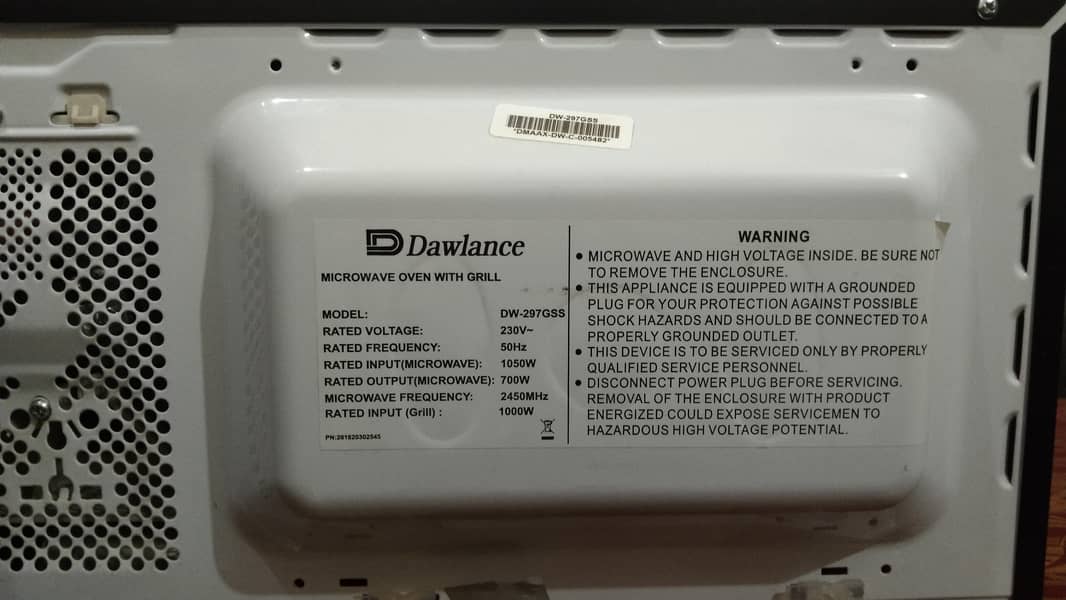 DW-297GSS
*DMAAX-DW-C-005482*
Dawlance
MICROWAVE OVEN WITH GRILL
MODEL: DW-297GSS
RATED VOLTAGE: 230V~
RATED FREQUENCY: 50Hz
RATED INPUT(MICROWAVE): 1050W
RATED OUTPUT(MICROWAVE): 700W
MICROWAVE FREQUENCY: 2450MHz
RATED INPUT (Grill) : 1000W
PN:261820302545
WARNING
● MICROWAVE AND HIGH VOLTAGE INSIDE. BE SURE NOT
TO REMOVE THE ENCLOSURE.
● THIS APPLIANCE IS EQUIPPED WITH A GROUNDED
PLUG FOR YOUR PROTECTION AGAINST POSSIBLE
SHOCK HAZARDS AND SHOULD BE CONNECTED TO A
PROPERLY GROUNDED OUTLET.
● THIS DEVICE IS TO BE SERVICED ONLY BY PROPERLY
QUALIFIED SERVICE PERSONNEL.
● DISCONNECT POWER PLUG BEFORE SERVICING.
REMOVAL OF THE ENCLOSURE WITH PRODUCT
ENERGIZED COULD EXPOSE SERVICEMEN TO
HAZARDOUS HIGH VOLTAGE POTENTIAL.